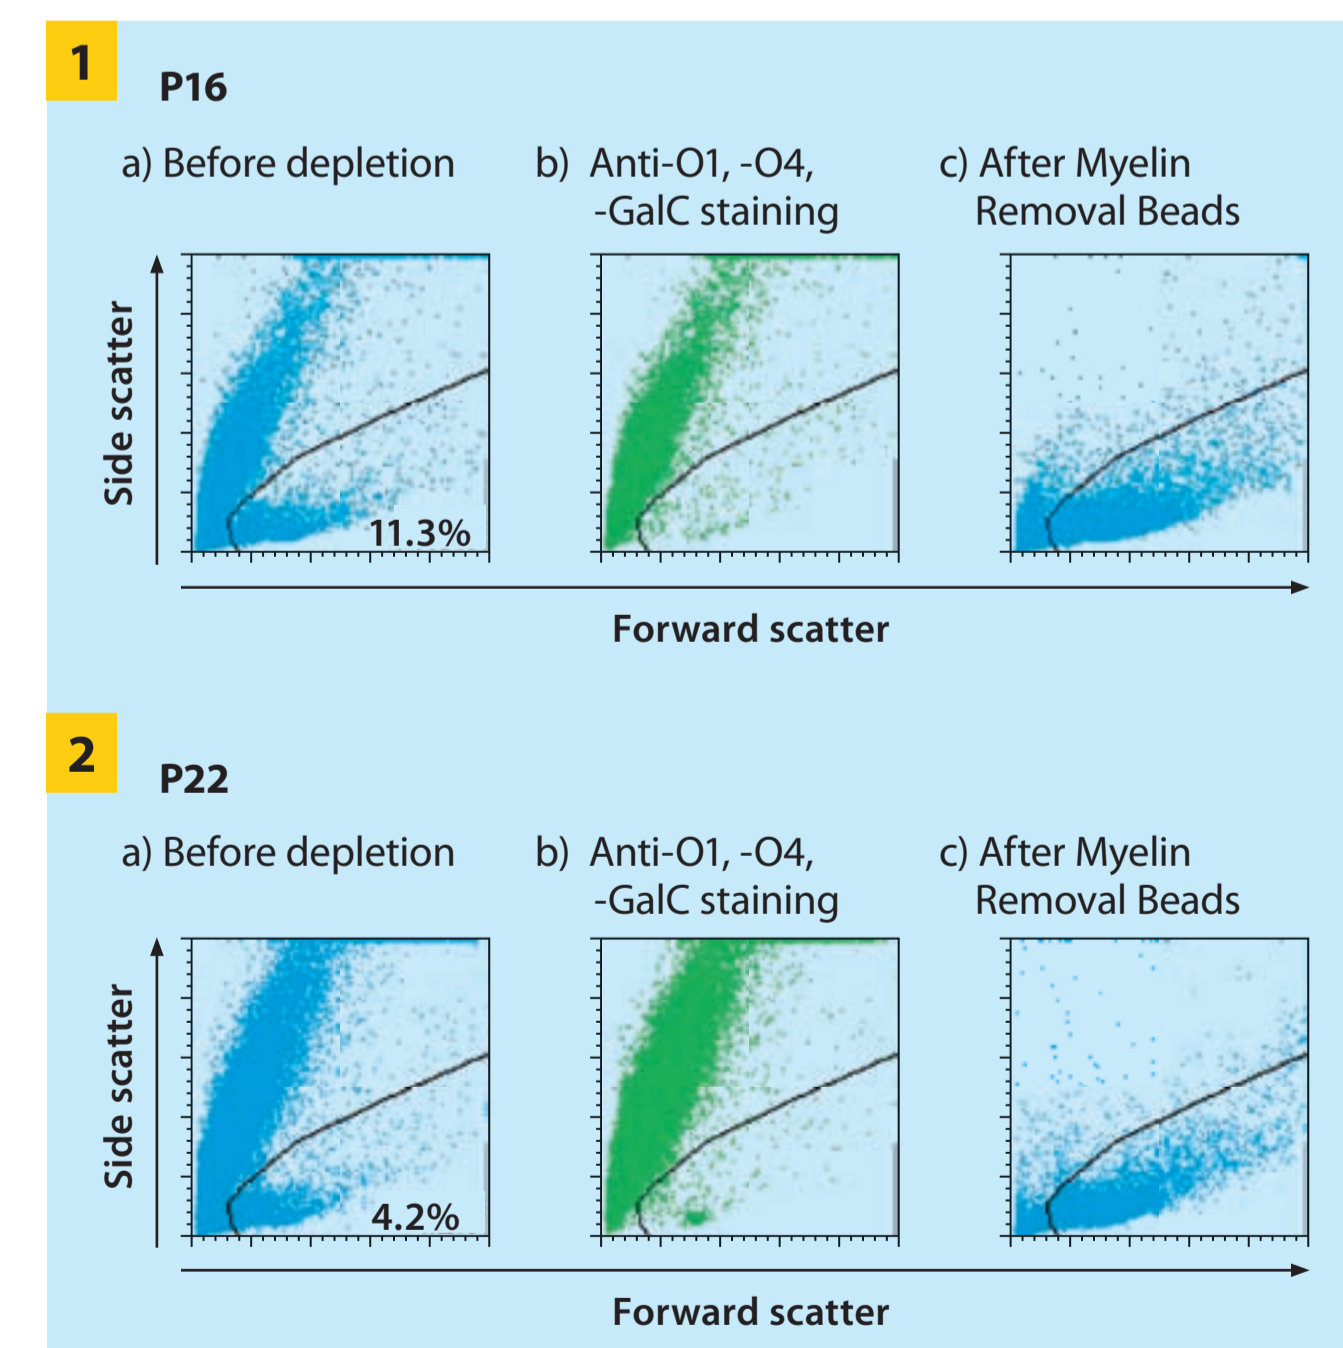 1
P16
a) Before depletion
b) Anti-O1, -O4,
-GalC staining
c) After Myelin
Removal Beads
Side scatter
11.3%
Forward scatter
2
P22
a) Before depletion
b) Anti-O1, -O4,
-GalC staining
c) After Myelin
Removal Beads
Side scatter
4.2%
Forward scatter